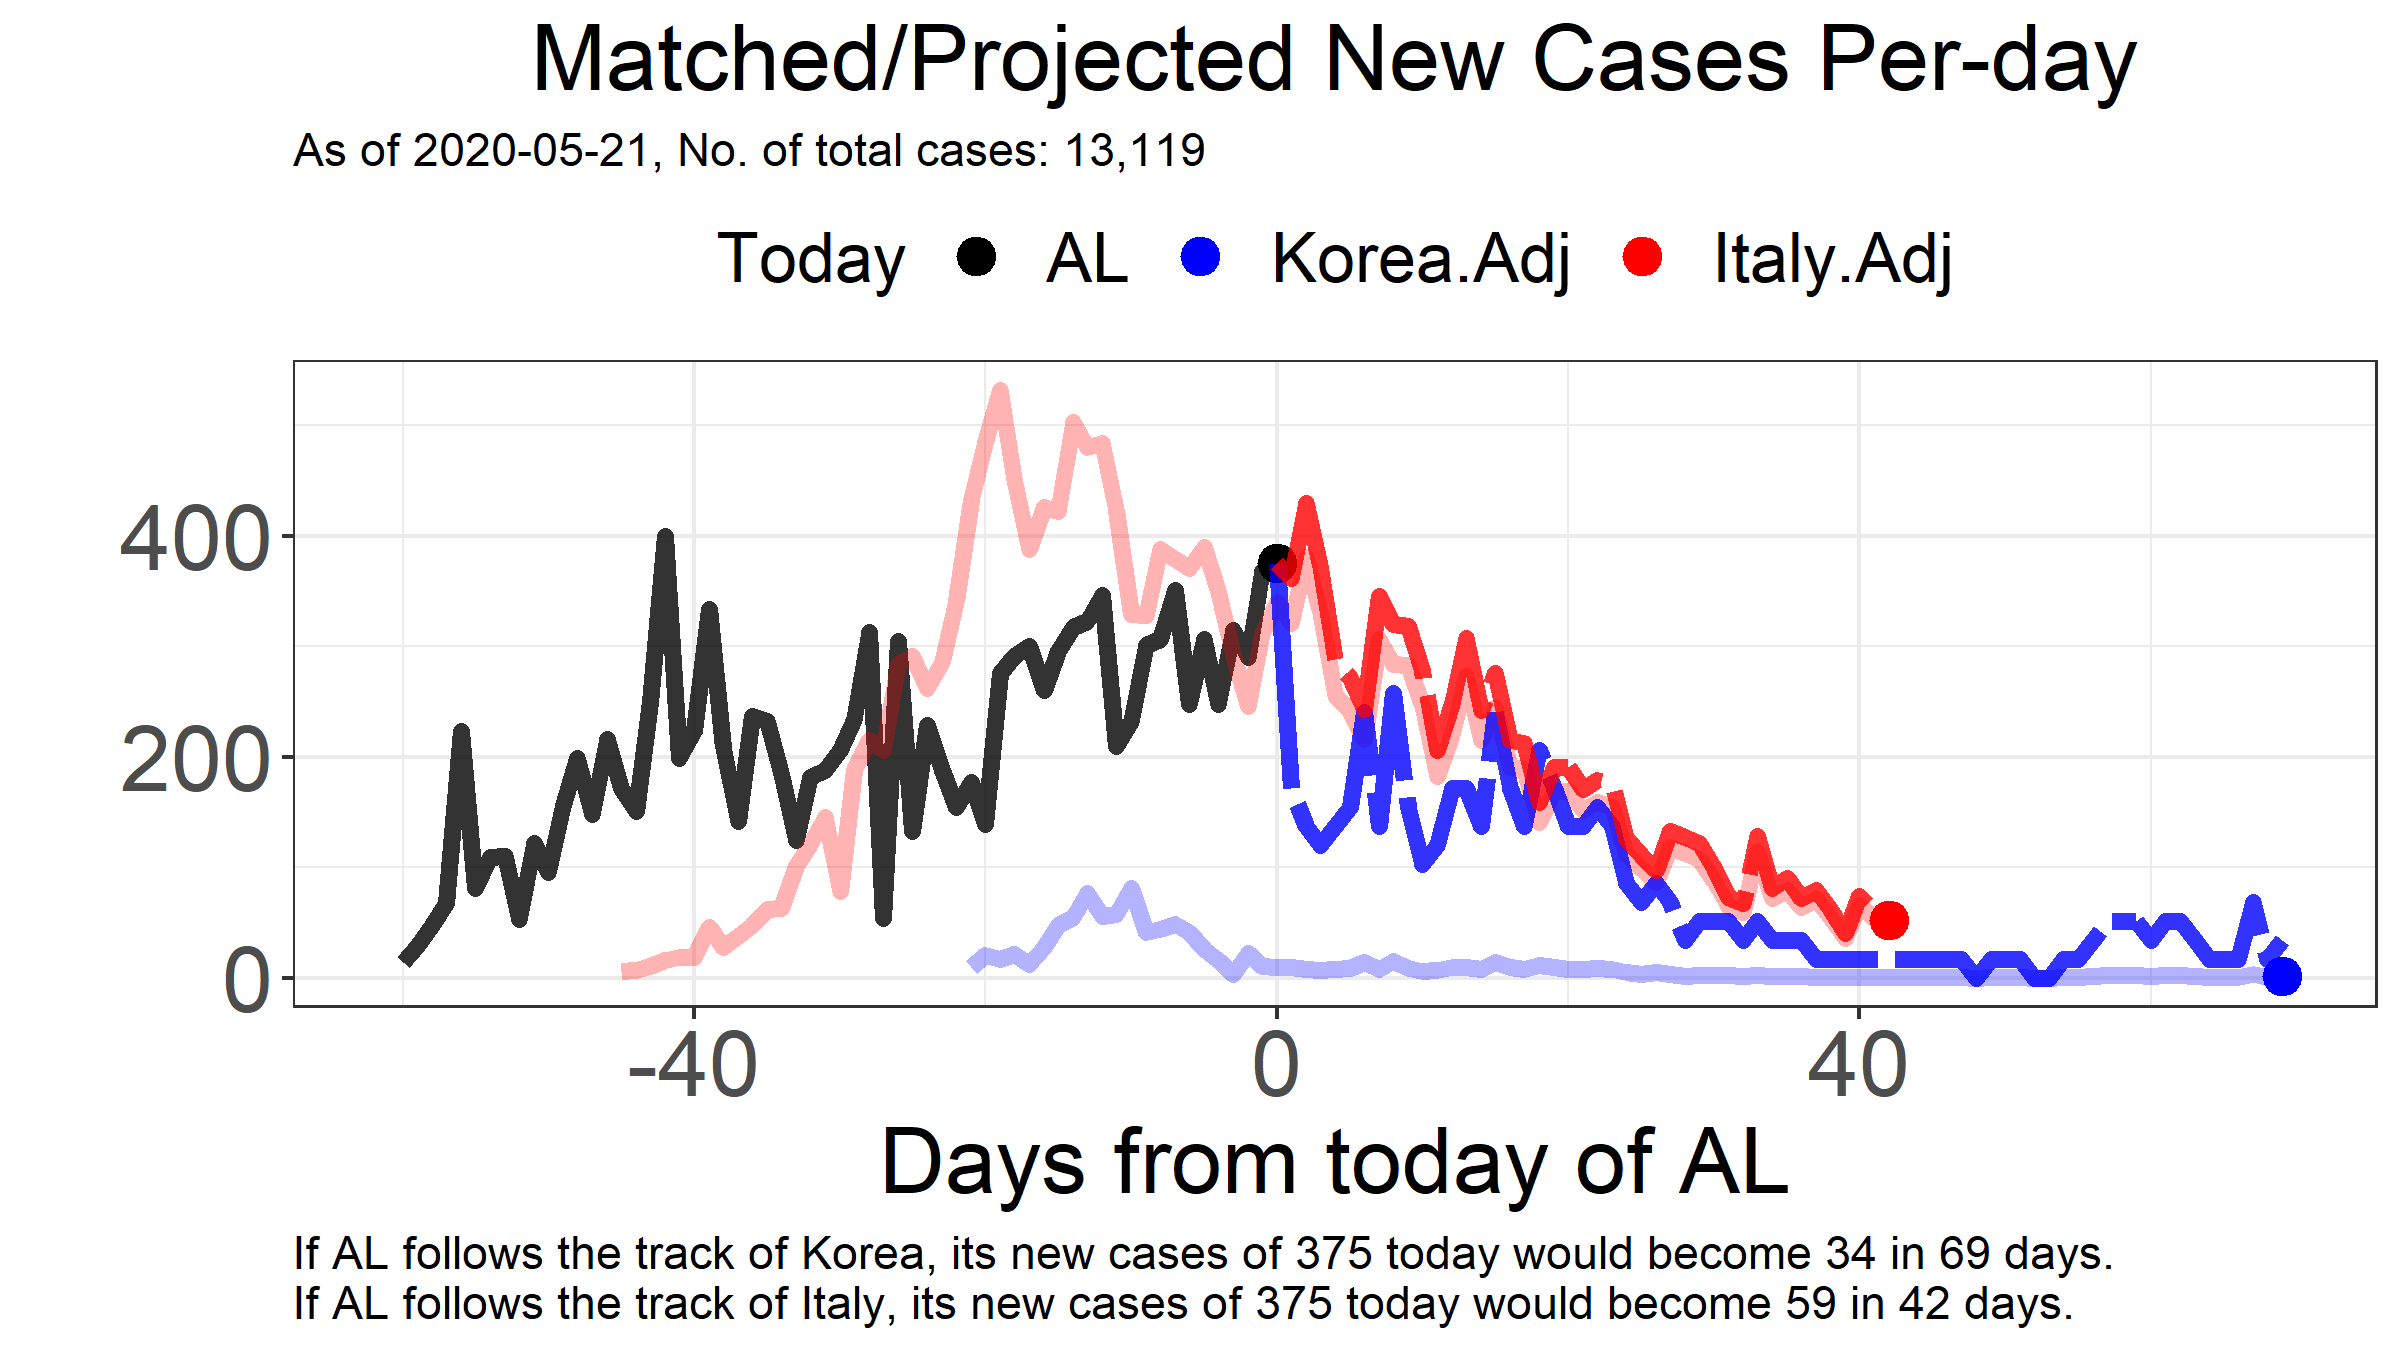 Matched/Projected New Cases Per-day
As of 2020-05-21, No. of total cases: 13,119
Today AL Korea.Adj Italy.Adj
400
200
0
-40 0 40
Days from today of AL
If AL follows the track of Korea, its new cases of 375 today would become 34 in 69 days.
If AL follows the track of Italy, its new cases of 375 today would become 59 in 42 days.